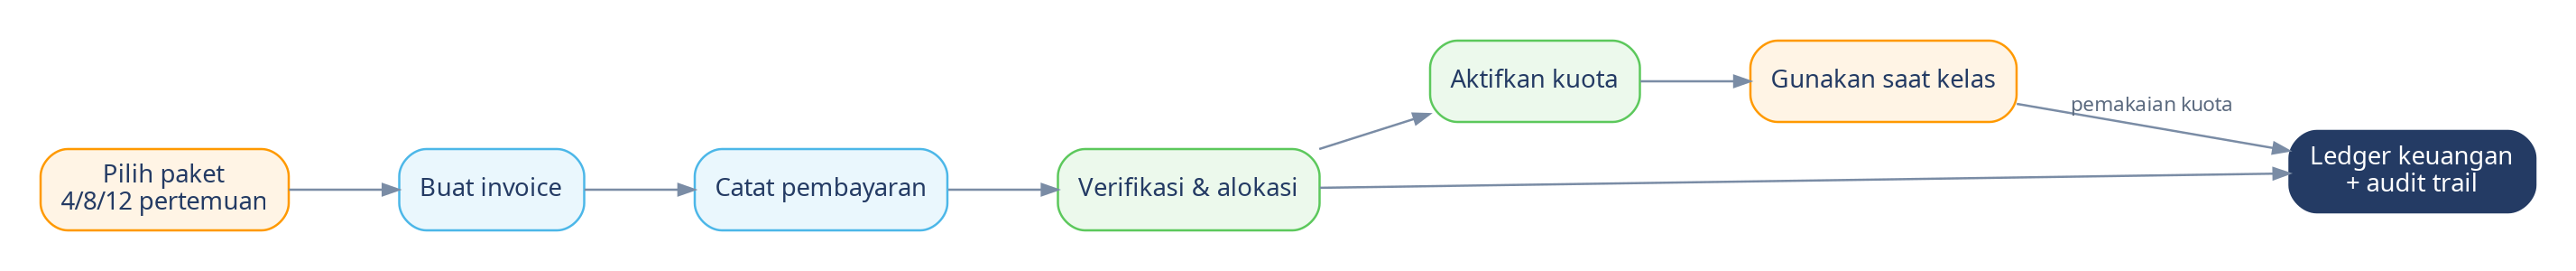 Pilih paket
4/8/12 pertemuan
Buat invoice
Catat pembayaran
Verifikasi & alokasi
Aktifkan kuota
Gunakan saat kelas
pemakaian kuota
Ledger keuangan
+ audit trail